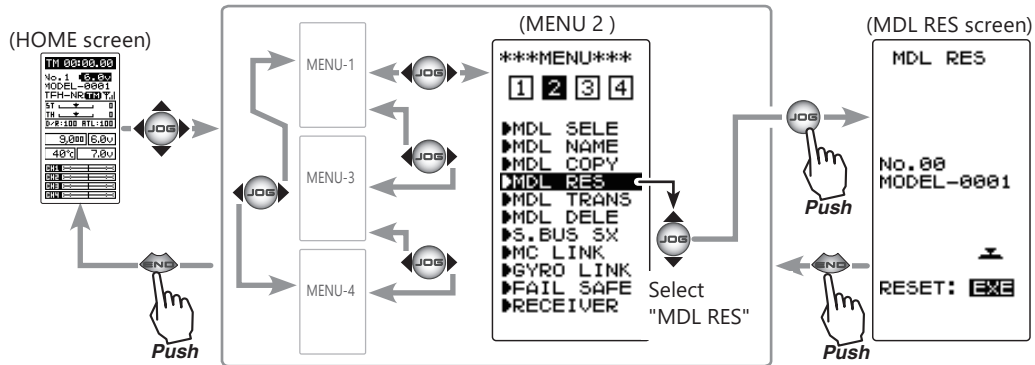 (HOME screen)
TM 00:00.00
No.1 6.0v
MODEL-0001
TFH-NR TM
ST 0
TH 0
D/R:100 ATL:100
6.0v
40°C 7.0v
CH1
CH2
CH3
CH4
JOG
END
Push
MENU-1
MENU-3
MENU-4
JOG
JOG
JOG
JOG
(MENU 2 )
***MENU***
1 2 3 4
MDL SELE
MDL NAME
MDL COPY
MDL RES
MDL TRANS
MDL DELE
S.BUS SX
MC LINK
GYRO LINK
FAIL SAFE
RECEIVER
JOG
Select
"MDL RES"
JOG
Push
END
Push
(MDL RES screen)
MDL RES
No.00
MODEL-0001
RESET: EXE